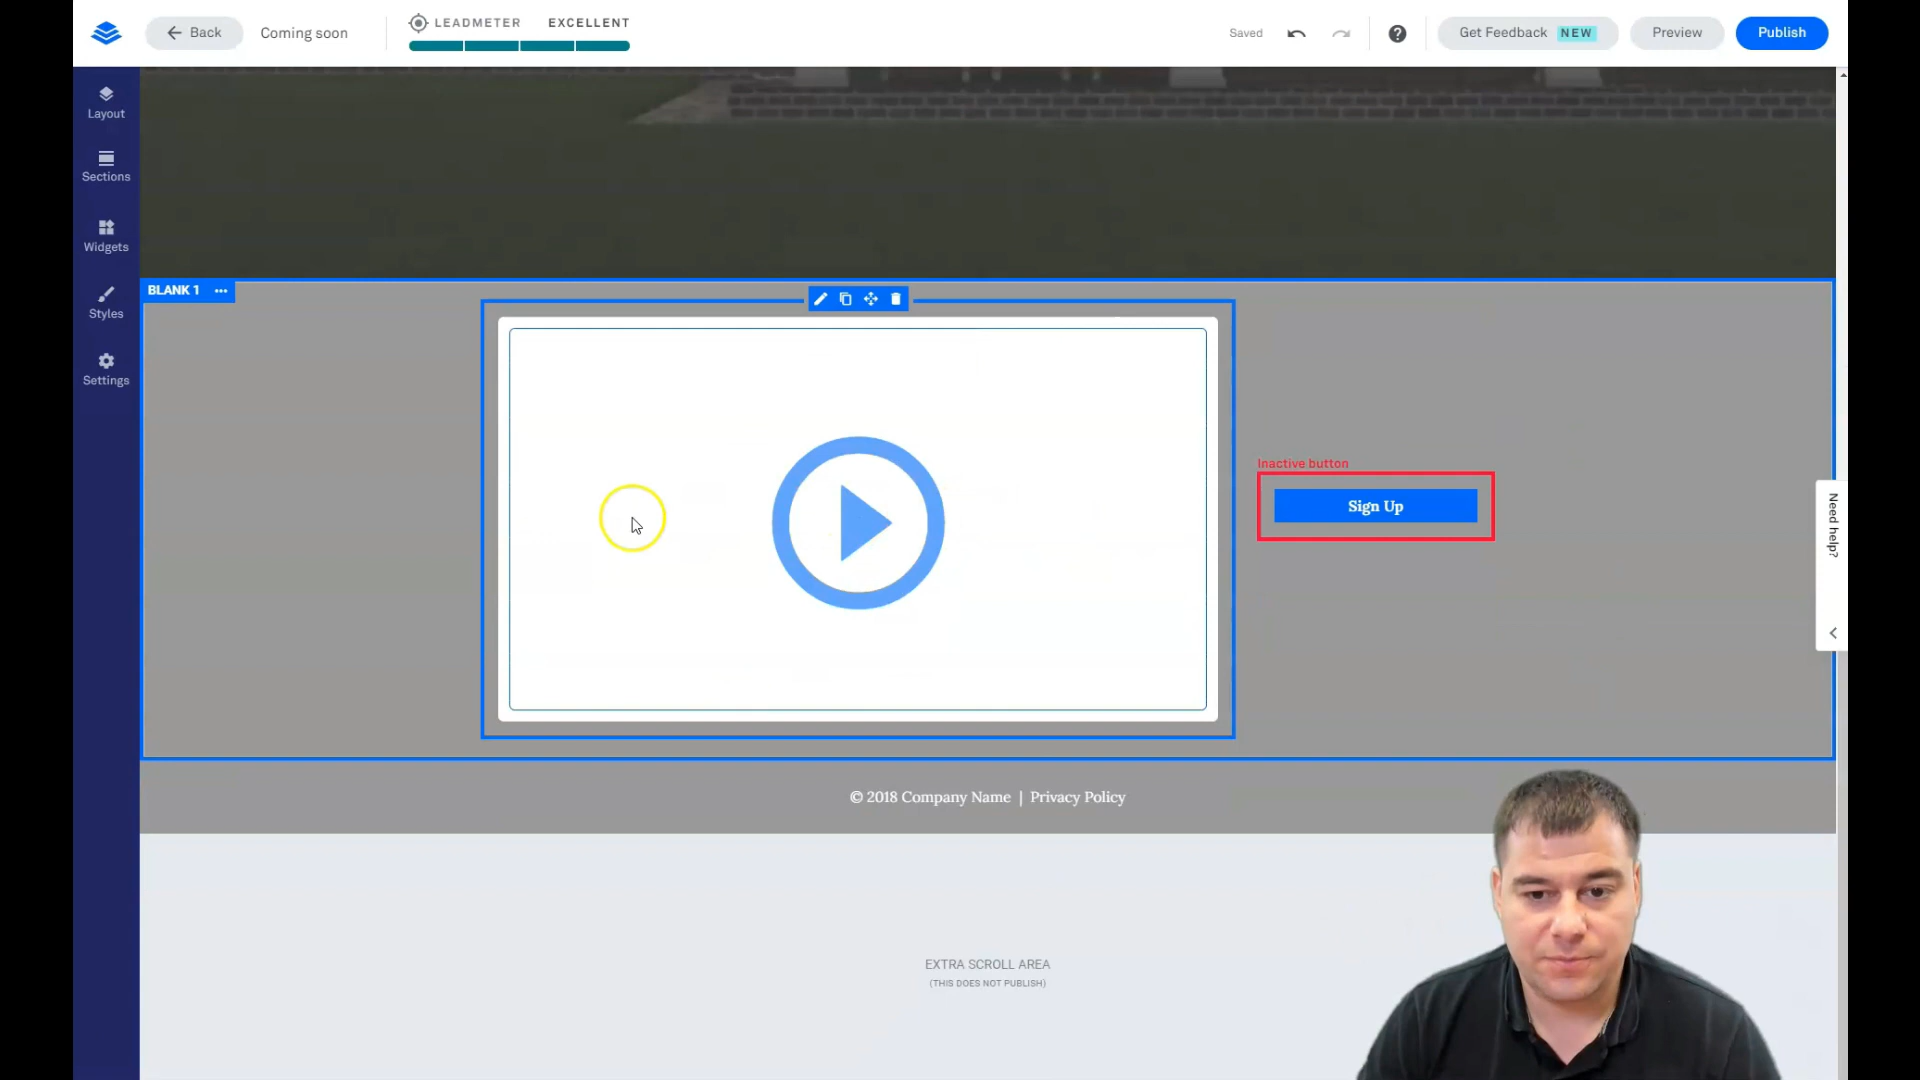 Back
Coming soon
LEADMETER EXCELLENT
Saved
Get Feedback NEW
Preview
Publish
Layout
Sections
Widgets
Styles
Settings
BLANK 1
Inactive button
Sign Up
Need help?
© 2018 Company Name | Privacy Policy
EXTRA SCROLL AREA
(THIS DOES NOT PUBLISH)